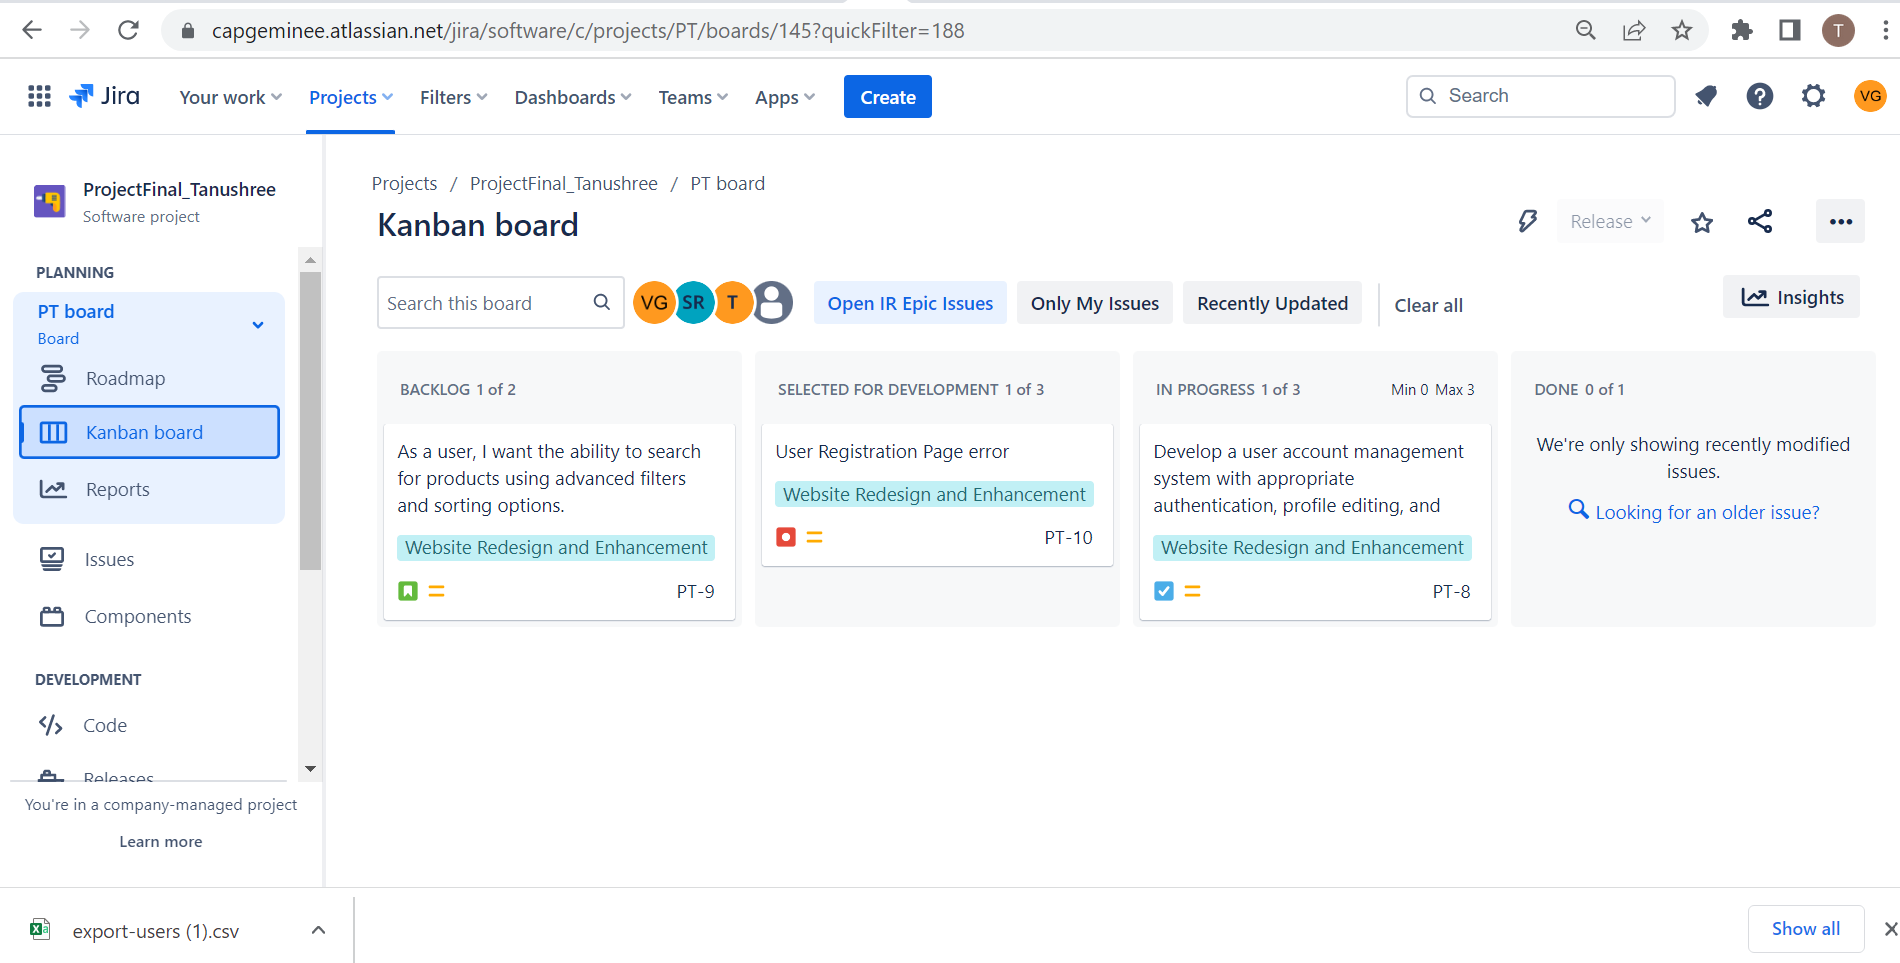 capgeminee.atlassian.net/jira/software/c/projects/PT/boards/145?quickFilter=188
T
Jira
Your work
Projects
Filters
Dashboards
Teams
Apps
Create
Search
VG
ProjectFinal_Tanushree
Software project
PLANNING
PT board
Board
Roadmap
Kanban board
Reports
Issues
Components
DEVELOPMENT
Code
Releases
You're in a company-managed project
Learn more
Projects / ProjectFinal_Tanushree / PT board
Kanban board
Release
Search this board
VG
SR
T
Open IR Epic Issues
Only My Issues
Recently Updated
Clear all
Insights
BACKLOG 1 of 2
As a user, I want the ability to search
for products using advanced filters
and sorting options.
Website Redesign and Enhancement
PT-9
SELECTED FOR DEVELOPMENT 1 of 3
User Registration Page error
Website Redesign and Enhancement
PT-10
IN PROGRESS 1 of 3
Min 0 Max 3
Develop a user account management
system with appropriate
authentication, profile editing, and
Website Redesign and Enhancement
PT-8
DONE 0 of 1
We're only showing recently modified
issues.
Looking for an older issue?
export-users (1).csv
Show all